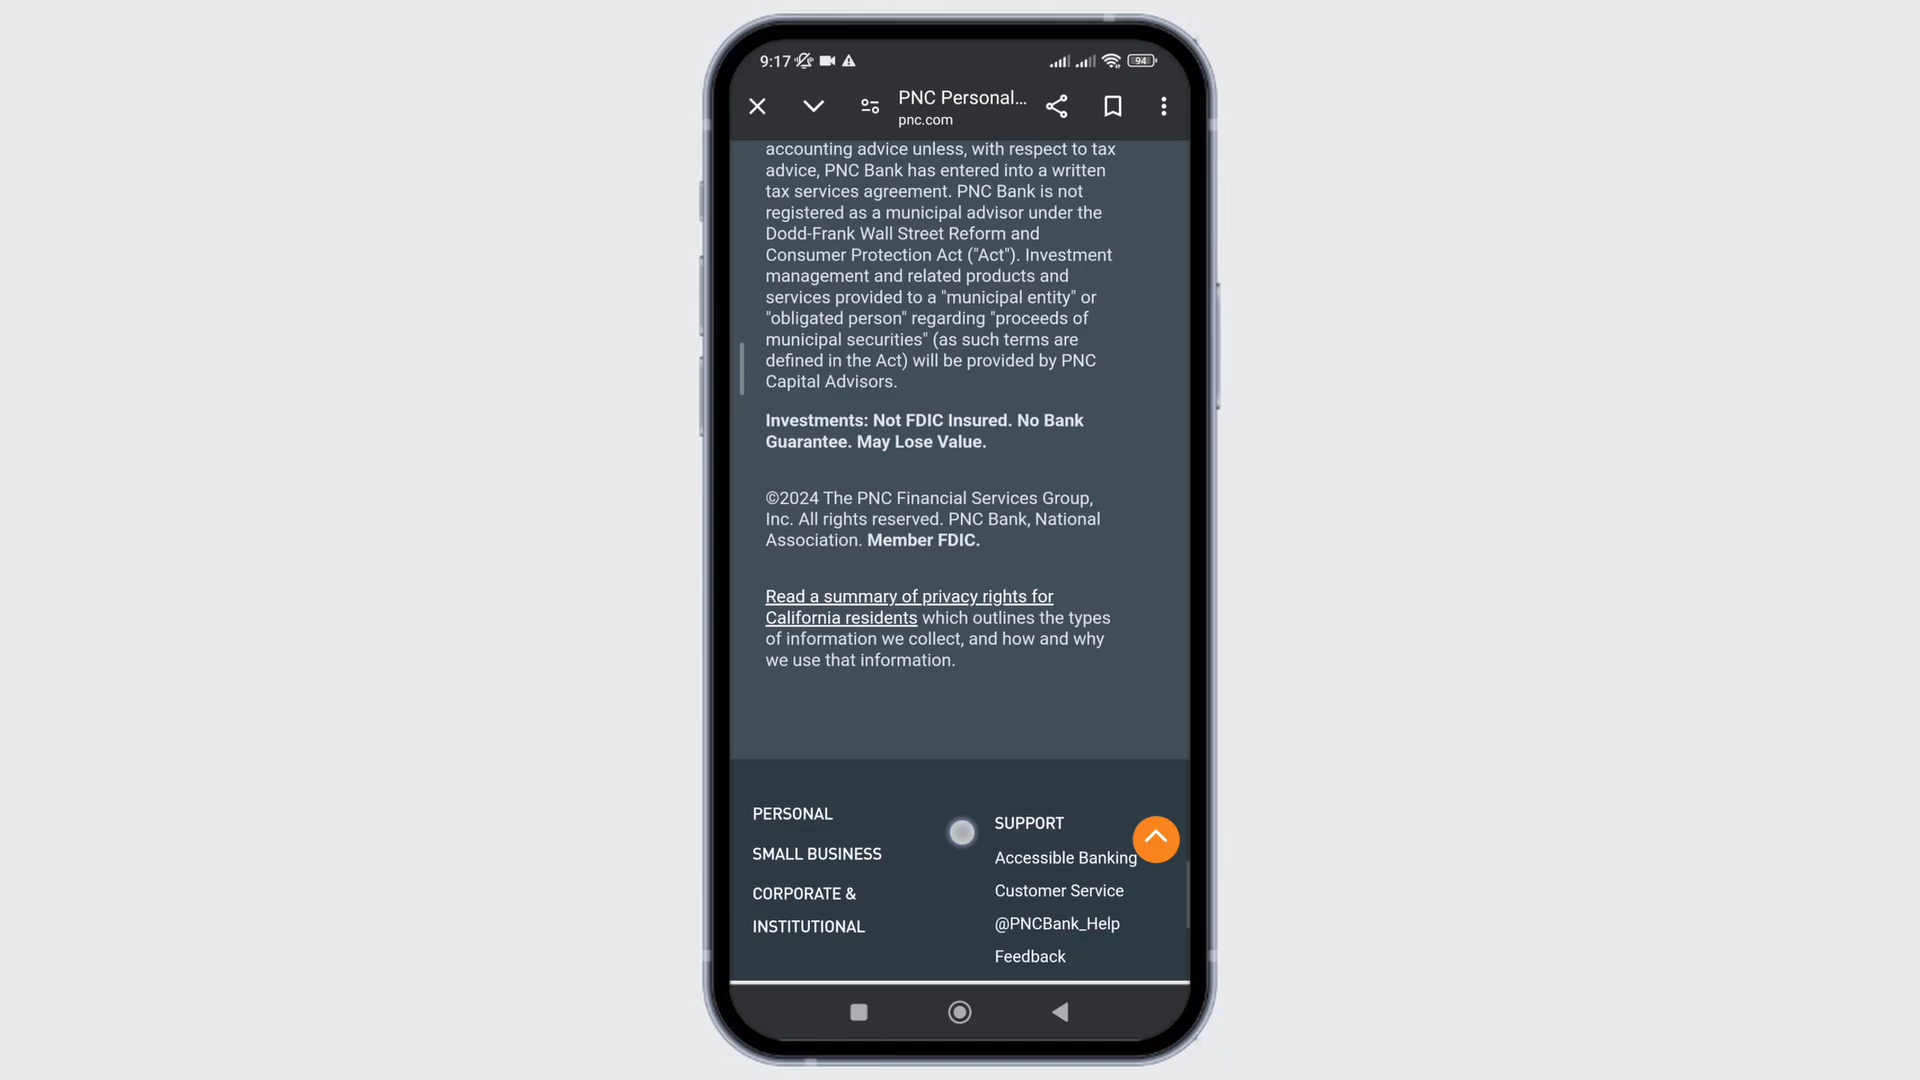 9:17
94
PNC Personal...
pnc.com
accounting advice unless, with respect to tax
advice, PNC Bank has entered into a written
tax services agreement. PNC Bank is not
registered as a municipal advisor under the
Dodd-Frank Wall Street Reform and
Consumer Protection Act ("Act"). Investment
management and related products and
services provided to a "municipal entity" or
"obligated person" regarding "proceeds of
municipal securities" (as such terms are
defined in the Act) will be provided by PNC
Capital Advisors.
Investments: Not FDIC Insured. No Bank
Guarantee. May Lose Value.
©2024 The PNC Financial Services Group,
Inc. All rights reserved. PNC Bank, National
Association. Member FDIC.
Read a summary of privacy rights for
California residents which outlines the types
of information we collect, and how and why
we use that information.
PERSONAL
SMALL BUSINESS
CORPORATE &
INSTITUTIONAL
SUPPORT
Accessible Banking
Customer Service
@PNCBank_Help
Feedback